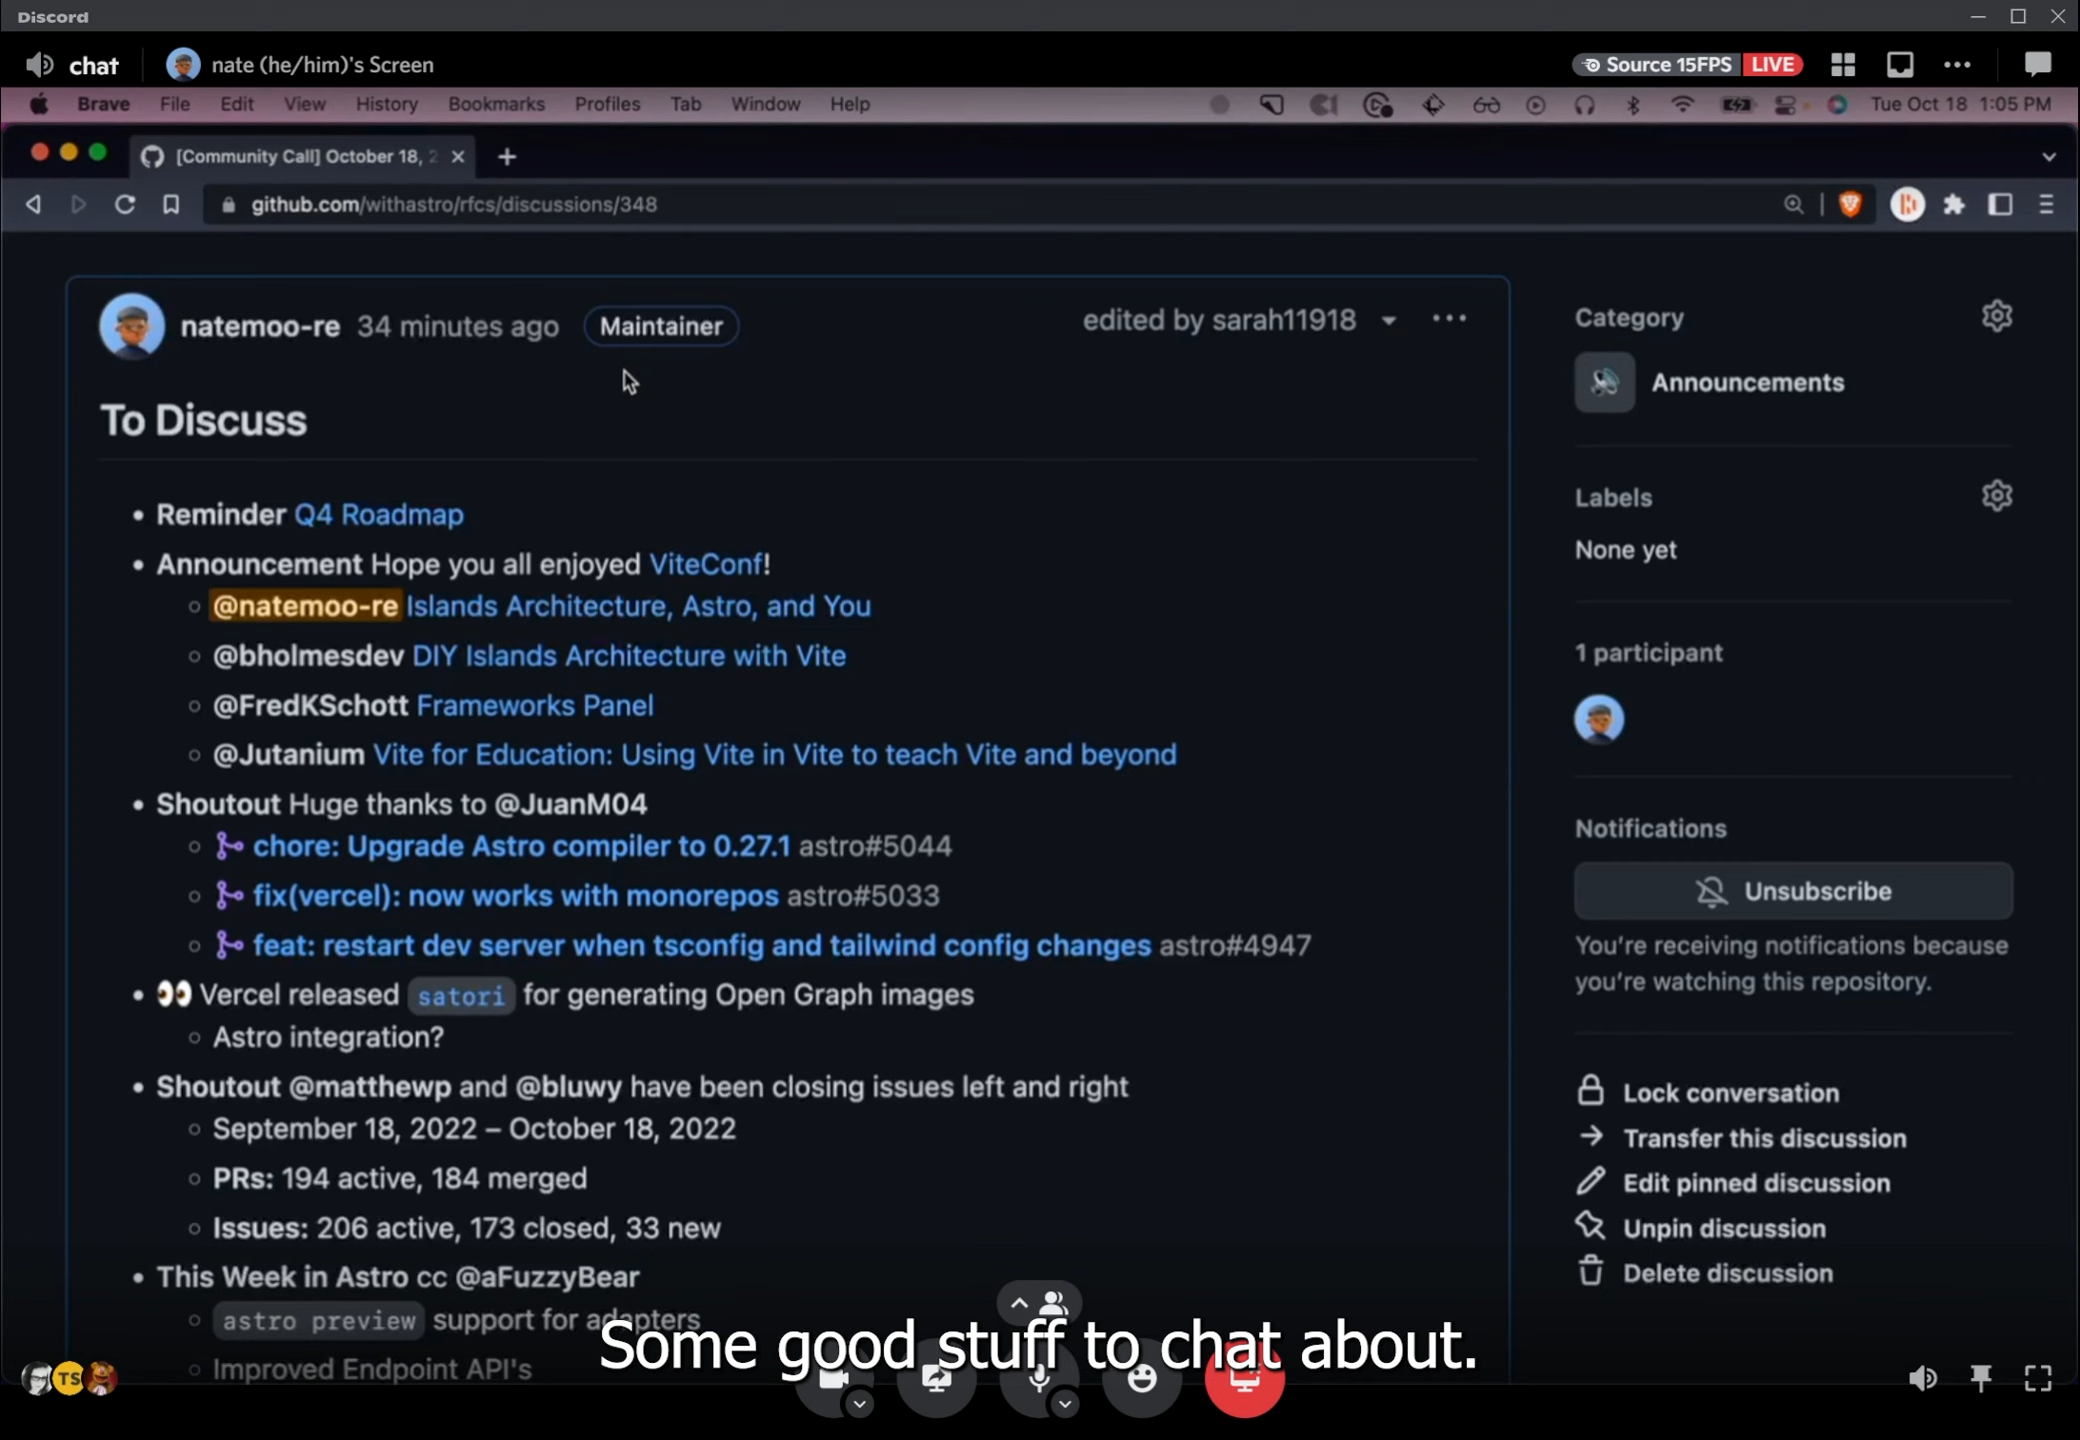 Discord
chat
nate (he/him)'s Screen
Source 15FPS LIVE
Brave File Edit View History Bookmarks Profiles Tab Window Help
Tue Oct 18 1:05 PM
[Community Call] October 18, 2
github.com/withastro/rfcs/discussions/348
natemoo-re 34 minutes ago Maintainer
edited by sarah11918
To Discuss
Reminder Q4 Roadmap
Announcement Hope you all enjoyed ViteConf!
@natemoo-re Islands Architecture, Astro, and You
@bholmesdev DIY Islands Architecture with Vite
@FredKSchott Frameworks Panel
@Jutanium Vite for Education: Using Vite in Vite to teach Vite and beyond
Shoutout Huge thanks to @JuanM04
chore: Upgrade Astro compiler to 0.27.1 astro#5044
fix(vercel): now works with monorepos astro#5033
feat: restart dev server when tsconfig and tailwind config changes astro#4947
👀 Vercel released satori for generating Open Graph images
Astro integration?
Shoutout @matthewp and @bluwy have been closing issues left and right
September 18, 2022 – October 18, 2022
PRs: 194 active, 184 merged
Issues: 206 active, 173 closed, 33 new
This Week in Astro cc @aFuzzyBear
astro preview support for adapters
Improved Endpoint API's
Category
Announcements
Labels
None yet
1 participant
Notifications
Unsubscribe
You're receiving notifications because
you're watching this repository.
Lock conversation
Transfer this discussion
Edit pinned discussion
Unpin discussion
Delete discussion
Some good stuff to chat about.
TS